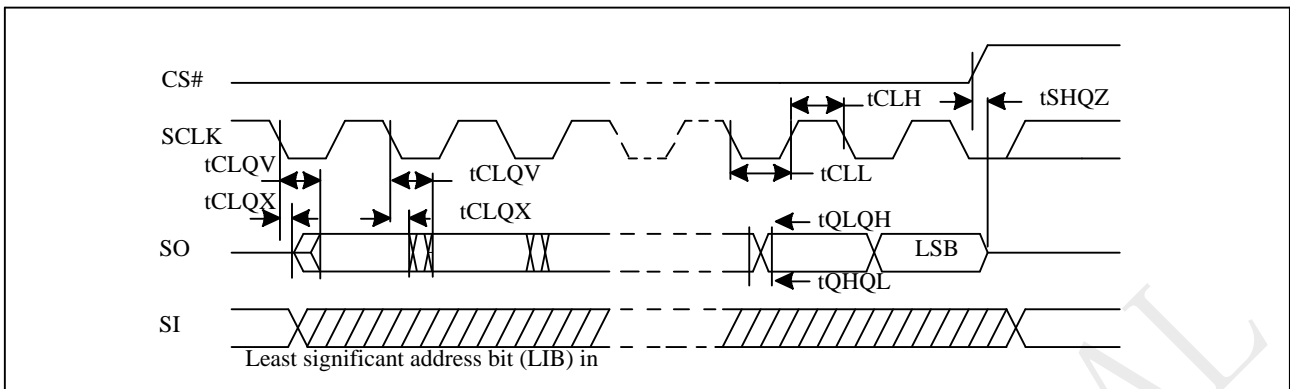 CS#
tCLH
tSHQZ
SCLK
tCLQV
tCLQV
tCLL
tCLQX
tCLQX
tQLQH
SO
LSB
tQHQL
SI
Least significant address bit (LIB) in
AL